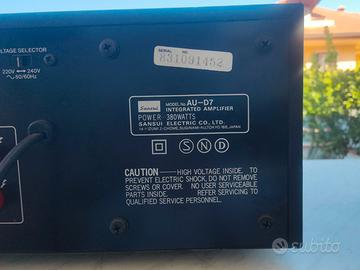 VOLTAGE SELECTOR
220V 240V
~50/60Hz
SERIAL NO.
831091452
Sansui
MODEL NO. AU-D7
INTEGRATED AMPLIFIER
POWER 380WATTS
SANSUI ELECTRIC CO., LTD.
14-1 IZUMI 2-CHOME, SUGINAMI-KU, TOKYO 168, JAPAN
S N D
CAUTION — HIGH VOLTAGE INSIDE. TO
PREVENT ELECTRIC SHOCK, DO NOT REMOVE
SCREWS OR COVER. NO USER SERVICEABLE
PARTS INSIDE. REFER SERVICING TO
QUALIFIED SERVICE PERSONNEL.
subito